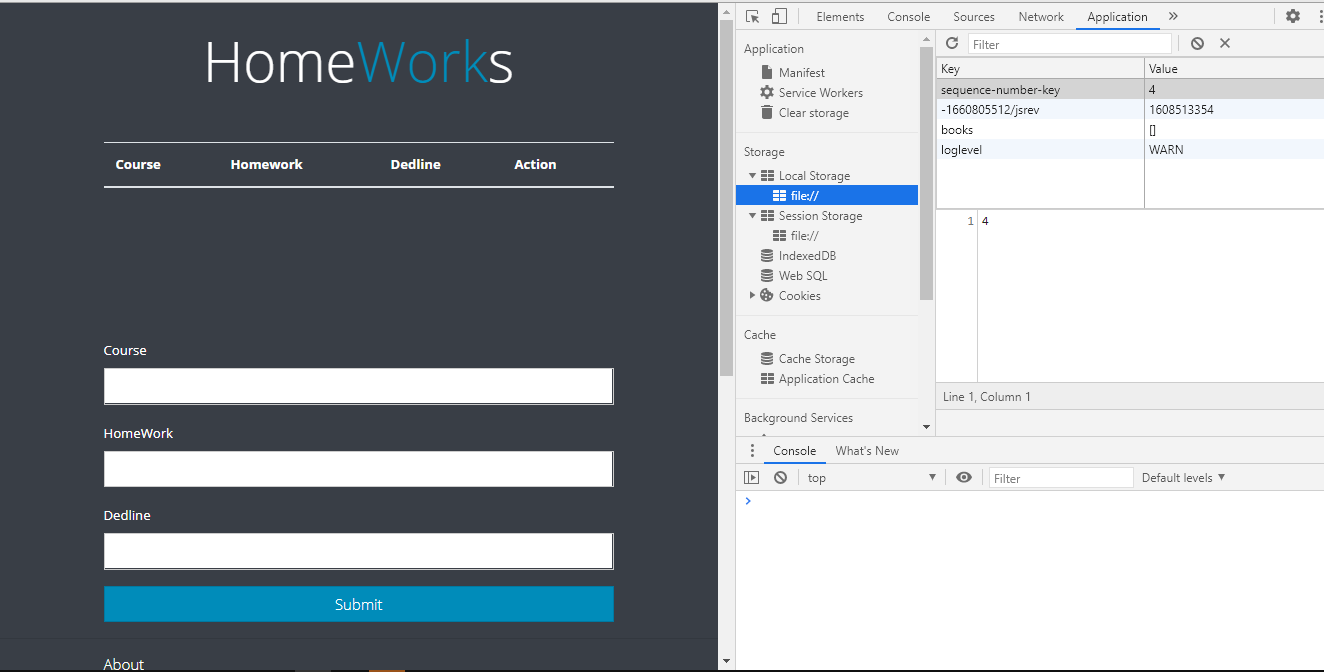 HomeWorks
Course Homework Dedline Action
Course
HomeWork
Dedline
Submit
About
Elements Console Sources Network Application »
Application
Manifest
Service Workers
Clear storage
Storage
Local Storage
file://
Session Storage
file://
IndexedDB
Web SQL
Cookies
Cache
Cache Storage
Application Cache
Background Services
Filter
Key Value
sequence-number-key 4
-1660805512/jsrev 1608513354
books []
loglevel WARN
1 4
Line 1, Column 1
Console What's New
top Filter Default levels ▼